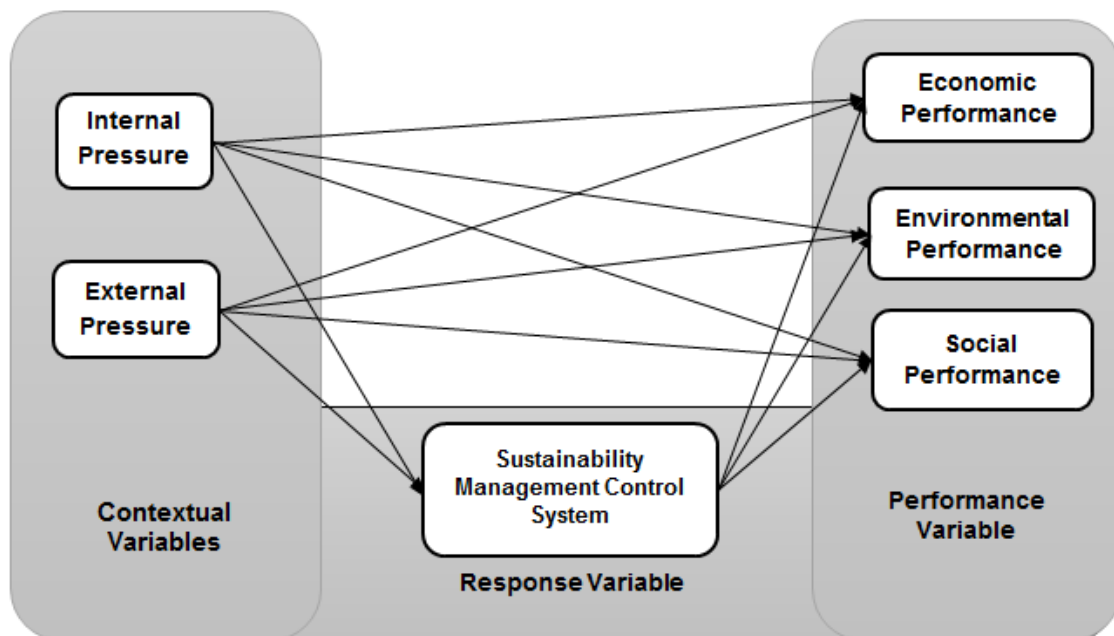 Internal
Pressure
External
Pressure
Contextual
Variables
Sustainability
Management Control
System
Response Variable
Economic
Performance
Environmental
Performance
Social
Performance
Performance
Variable